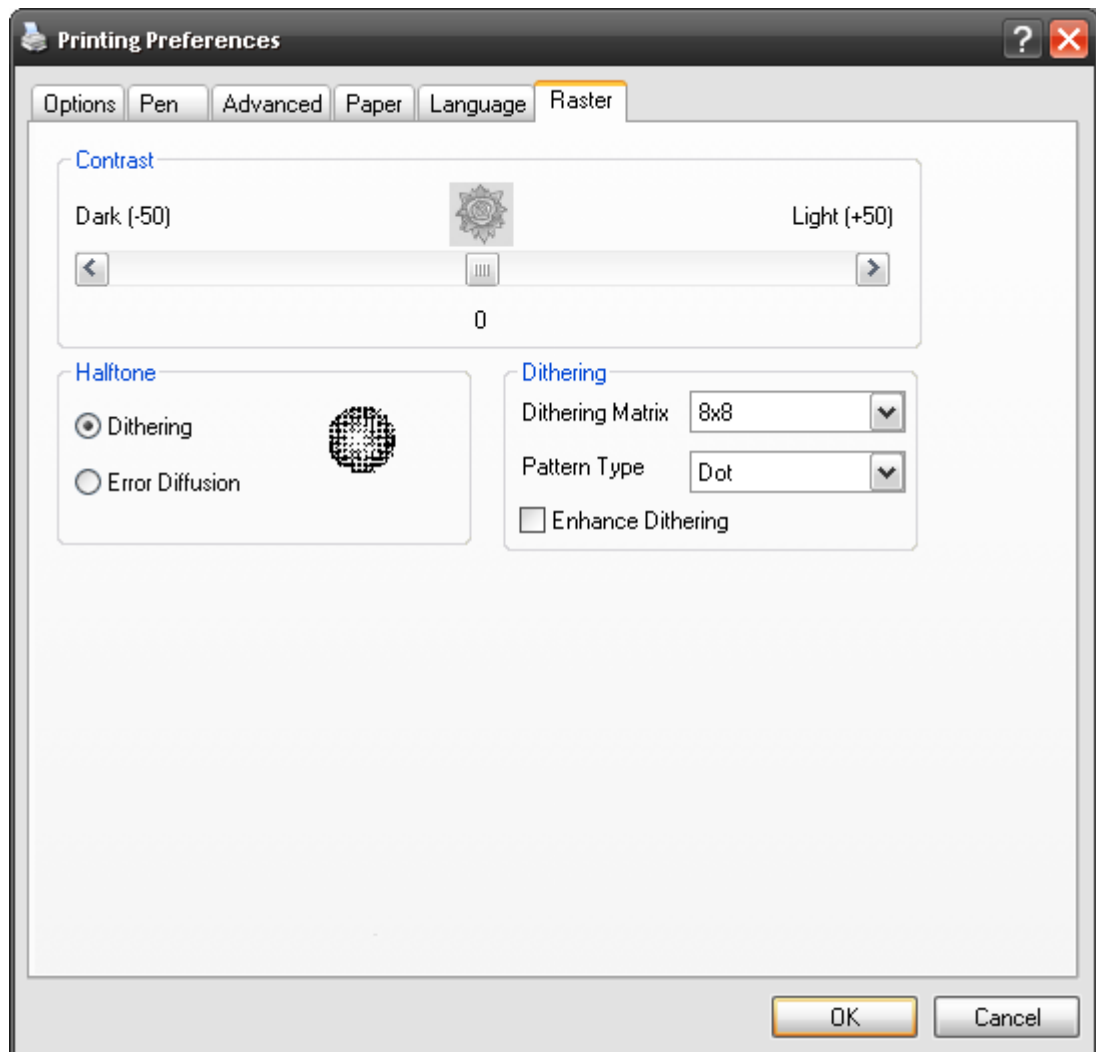 Printing Preferences
Options Pen Advanced Paper Language Raster
Contrast
Dark (-50) Light (+50)
0
Halftone
Dithering
Error Diffusion
Dithering
Dithering Matrix 8x8
Pattern Type Dot
Enhance Dithering
OK Cancel